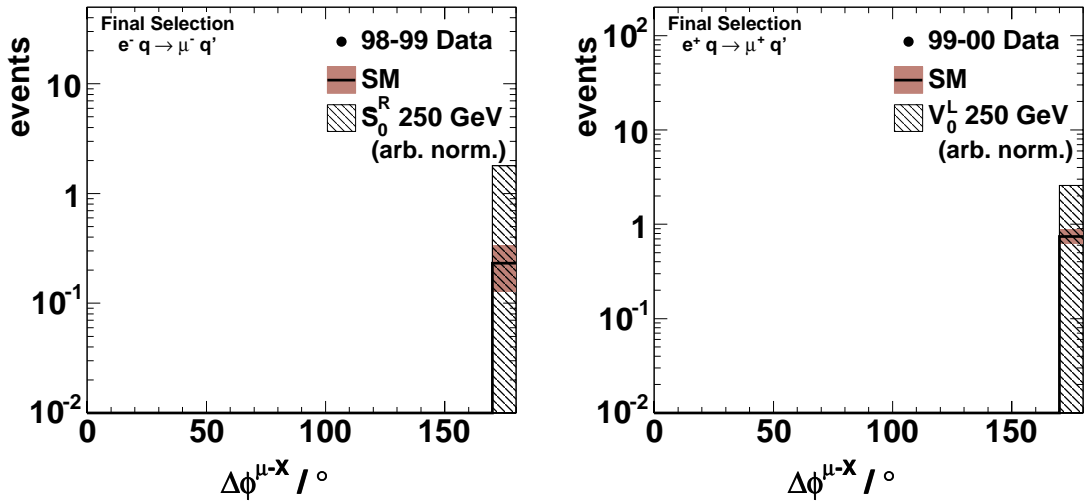 Final Selection
e⁻ q → μ⁻ q'
98-99 Data
SM
S₀ᴿ 250 GeV
(arb. norm.)
events
10
1
10⁻¹
10⁻²
0 50 100 150
Δφ^μ-X / °
Final Selection
e⁺ q → μ⁺ q'
99-00 Data
SM
V₀ᴸ 250 GeV
(arb. norm.)
events
10²
10
1
10⁻¹
10⁻²
0 50 100 150
Δφ^μ-X / °